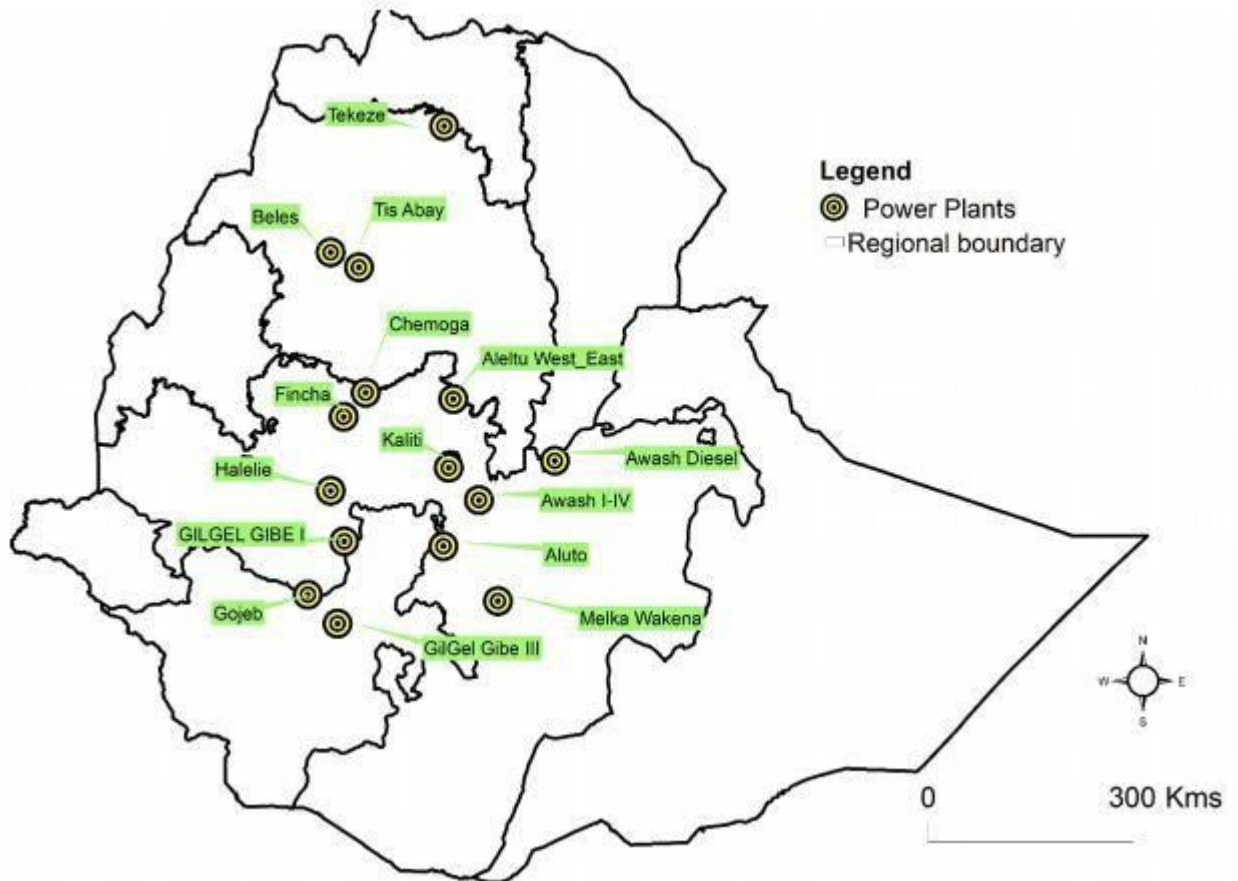 Tekeze
Legend
Power Plants
Regional boundary
Beles
Tis Abay
Chemoga
Aleltu West_East
Fincha
Kaliti
Awash Diesel
Halelie
Awash I-IV
GILGEL GIBE I
Aluto
Gojeb
Melka Wakena
GilGel Gibe III
N
W
E
S
0
300 Kms